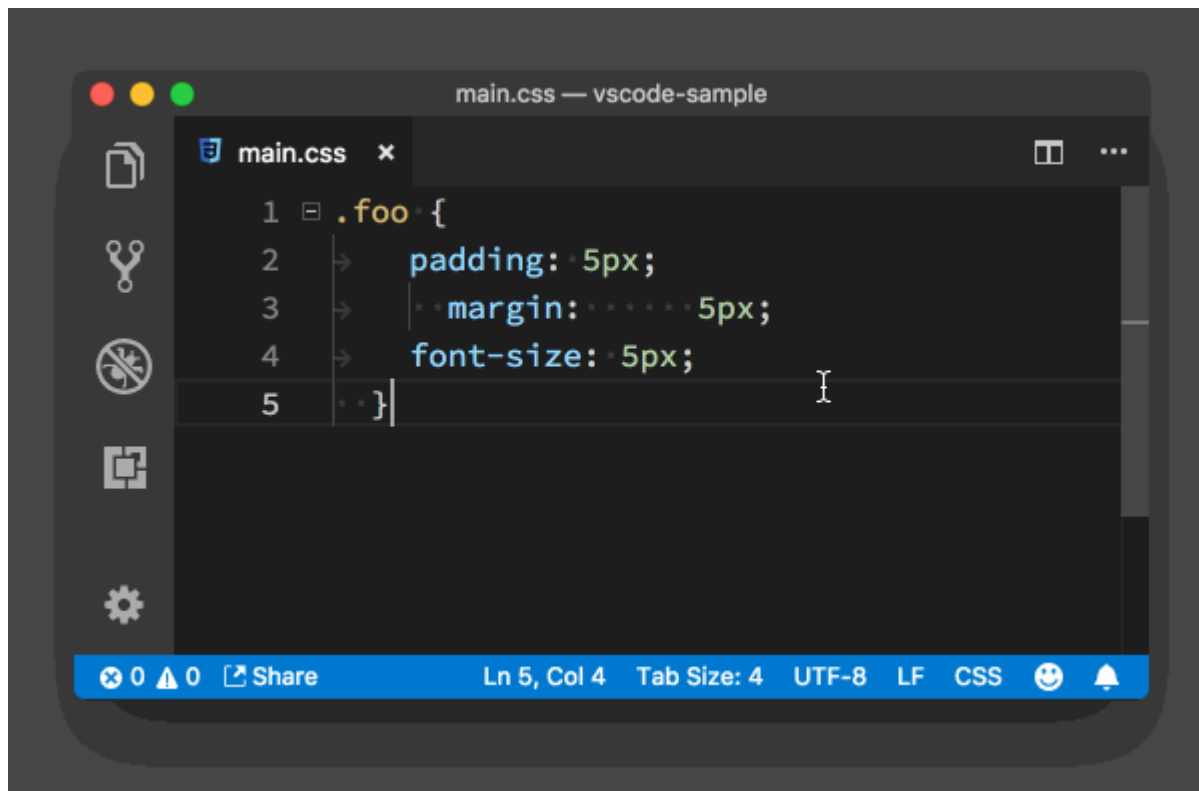 main.css — vscode-sample
main.css ×
1 .foo {
2 padding: 5px;
3 margin:      5px;
4 font-size: 5px;
5 }
0 0 Share Ln 5, Col 4 Tab Size: 4 UTF-8 LF CSS